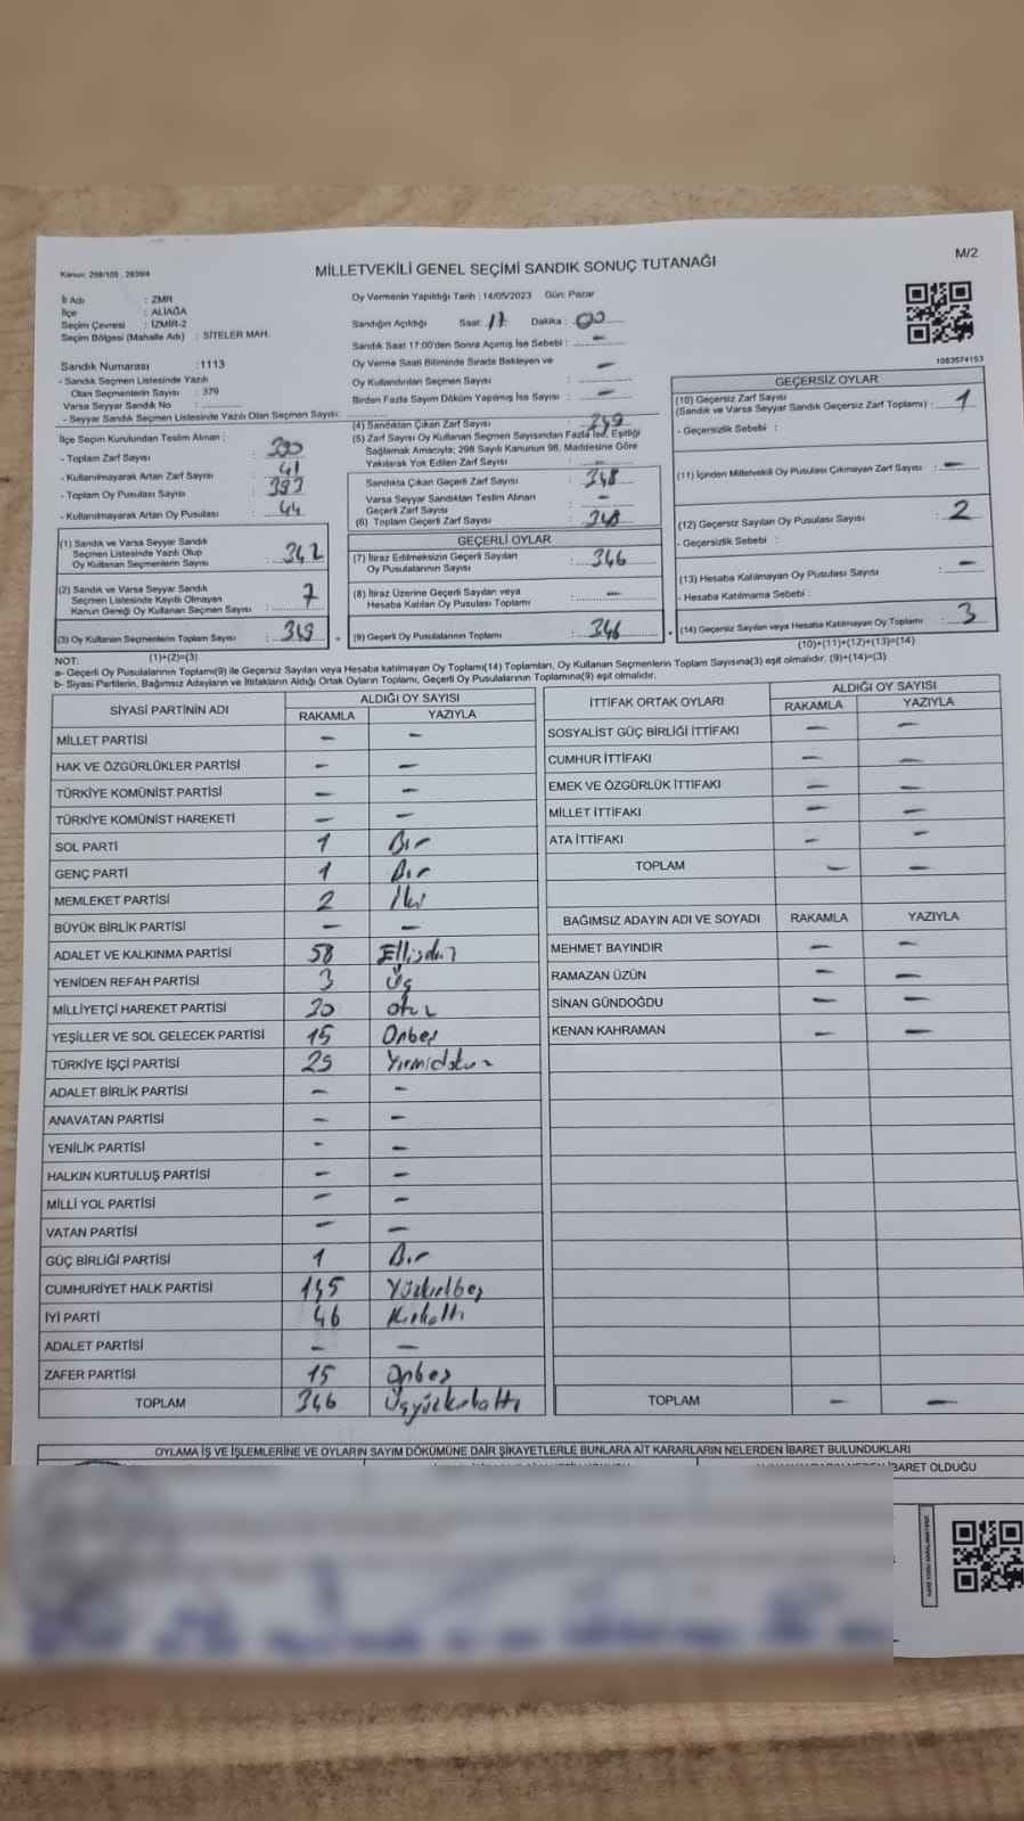 M/2
Kanun: 298/105 , 2839/4
MİLLETVEKİLİ GENEL SEÇİMİ SANDIK SONUÇ TUTANAĞI
İl Adı : İZMİR
İlçe : ALİAĞA
Seçim Çevresi : İZMİR-2
Seçim Bölgesi (Mahalle Adı) : SİTELER MAH.
Sandık Numarası : 1113
- Sandık Seçmen Listesinde Yazılı
Olan Seçmenlerin Sayısı : 379
Varsa Seyyar Sandık No :
- Seyyar Sandık Seçmen Listesinde Yazılı Olan Seçmen Sayısı:
İlçe Seçim Kurulundan Teslim Alınan :
- Toplam Zarf Sayısı :
- Kullanılmayarak Artan Zarf Sayısı : 41
- Toplam Oy Pusulası Sayısı : 393
- Kullanılmayarak Artan Oy Pusulası : 44
(1) Sandık ve Varsa Seyyar Sandık
Seçmen Listesinde Yazılı Olup
Oy Kullanan Seçmenlerin Sayısı : 342
(2) Sandık ve Varsa Seyyar Sandık
Seçmen Listesinde Kayıtlı Olmayan
Kanun Gereği Oy Kullanan Seçmen Sayısı : 7
(3) Oy Kullanan Seçmenlerin Toplam Sayısı : 349
(1)+(2)=(3)
Oy Vermenin Yapıldığı Tarih : 14/05/2023 Gün: Pazar
Sandığın Açıldığı Saat : 17 Dakika : 00
Sandık Saat 17:00'den Sonra Açılmış İse Sebebi : -
Oy Verme Saati Bitiminde Sırada Bekleyen ve
Oy Kullandırılan Seçmen Sayısı : -
Birden Fazla Sayım Döküm Yapılmış İse Sayısı : -
(4) Sandıktan Çıkan Zarf Sayısı : 349
(5) Zarf Sayısı Oy Kullanan Seçmen Sayısından Fazla İse, Eşitliği
Sağlamak Amacıyla; 298 Sayılı Kanunun 98. Maddesine Göre
Yakılarak Yok Edilen Zarf Sayısı : -
Sandıkta Çıkan Geçerli Zarf Sayısı : 348
Varsa Seyyar Sandıktan Teslim Alınan
Geçerli Zarf Sayısı : -
(6) Toplam Geçerli Zarf Sayısı : 348
GEÇERLİ OYLAR
(7) İtiraz Edilmeksizin Geçerli Sayılan
Oy Pusulalarının Sayısı : 346
(8) İtiraz Üzerine Geçerli Sayılan veya
Hesaba Katılan Oy Pusulası Toplamı : -
(9) Geçerli Oy Pusulalarının Toplamı : 346
1083574153
GEÇERSİZ OYLAR
(10) Geçersiz Zarf Sayısı
(Sandık ve Varsa Seyyar Sandık Geçersiz Zarf Toplamı) : 1
- Geçersizlik Sebebi :
(11) İçinden Milletvekili Oy Pusulası Çıkmayan Zarf Sayısı : -
(12) Geçersiz Sayılan Oy Pusulası Sayısı : 2
- Geçersizlik Sebebi :
(13) Hesaba Katılmayan Oy Pusulası Sayısı : -
- Hesaba Katılmama Sebebi :
(14) Geçersiz Sayılan veya Hesaba Katılmayan Oy Toplamı : 3
(10)+(11)+(12)+(13)=(14)
NOT:
a- Geçerli Oy Pusulalarının Toplamı(9) ile Geçersiz Sayılan veya Hesaba katılmayan Oy Toplamı(14) Toplamları, Oy Kullanan Seçmenlerin Toplam Sayısına(3) eşit olmalıdır. (9)+(14)=(3)
b- Siyasi Partilerin, Bağımsız Adayların ve İttifakların Aldığı Ortak Oyların Toplamı, Geçerli Oy Pusulalarının Toplamına(9) eşit olmalıdır.
SİYASİ PARTİNİN ADI ALDIĞI OY SAYISI
RAKAMLA YAZIYLA
MİLLET PARTİSİ - -
HAK VE ÖZGÜRLÜKLER PARTİSİ - -
TÜRKİYE KOMÜNİST PARTİSİ - -
TÜRKİYE KOMÜNİST HAREKETİ - -
SOL PARTİ 1 Bir
GENÇ PARTİ 1 Bir
MEMLEKET PARTİSİ 2 İki
BÜYÜK BİRLİK PARTİSİ - -
ADALET VE KALKINMA PARTİSİ 58
YENİDEN REFAH PARTİSİ 3 Üç
MİLLİYETÇİ HAREKET PARTİSİ 30 otuz
YEŞİLLER VE SOL GELECEK PARTİSİ 15 Onbeş
TÜRKİYE İŞÇİ PARTİSİ 29 Yirmidokuz
ADALET BİRLİK PARTİSİ - -
ANAVATAN PARTİSİ - -
YENİLİK PARTİSİ - -
HALKIN KURTULUŞ PARTİSİ - -
MİLLİ YOL PARTİSİ - -
VATAN PARTİSİ - -
GÜÇ BİRLİĞİ PARTİSİ 1 Bir
CUMHURİYET HALK PARTİSİ 145 Yüzkırkbeş
İYİ PARTİ 46 Kırkaltı
ADALET PARTİSİ - -
ZAFER PARTİSİ 15 Onbeş
TOPLAM 346 Üçyüzkırkaltı
İTTİFAK ORTAK OYLARI ALDIĞI OY SAYISI
RAKAMLA YAZIYLA
SOSYALİST GÜÇ BİRLİĞİ İTTİFAKI - -
CUMHUR İTTİFAKI - -
EMEK VE ÖZGÜRLÜK İTTİFAKI - -
MİLLET İTTİFAKI - -
ATA İTTİFAKI - -
TOPLAM - -
BAĞIMSIZ ADAYIN ADI VE SOYADI RAKAMLA YAZIYLA
MEHMET BAYINDIR - -
RAMAZAN ÜZÜN - -
SİNAN GÜNDOĞDU - -
KENAN KAHRAMAN - -
TOPLAM - -
OYLAMA İŞ VE İŞLEMLERİNE VE OYLARIN SAYIM DÖKÜMÜNE DAİR ŞİKAYETLERLE BUNLARA AİT KARARLARIN NELERDEN İBARET BULUNDUKLARI
İBARET OLDUĞU